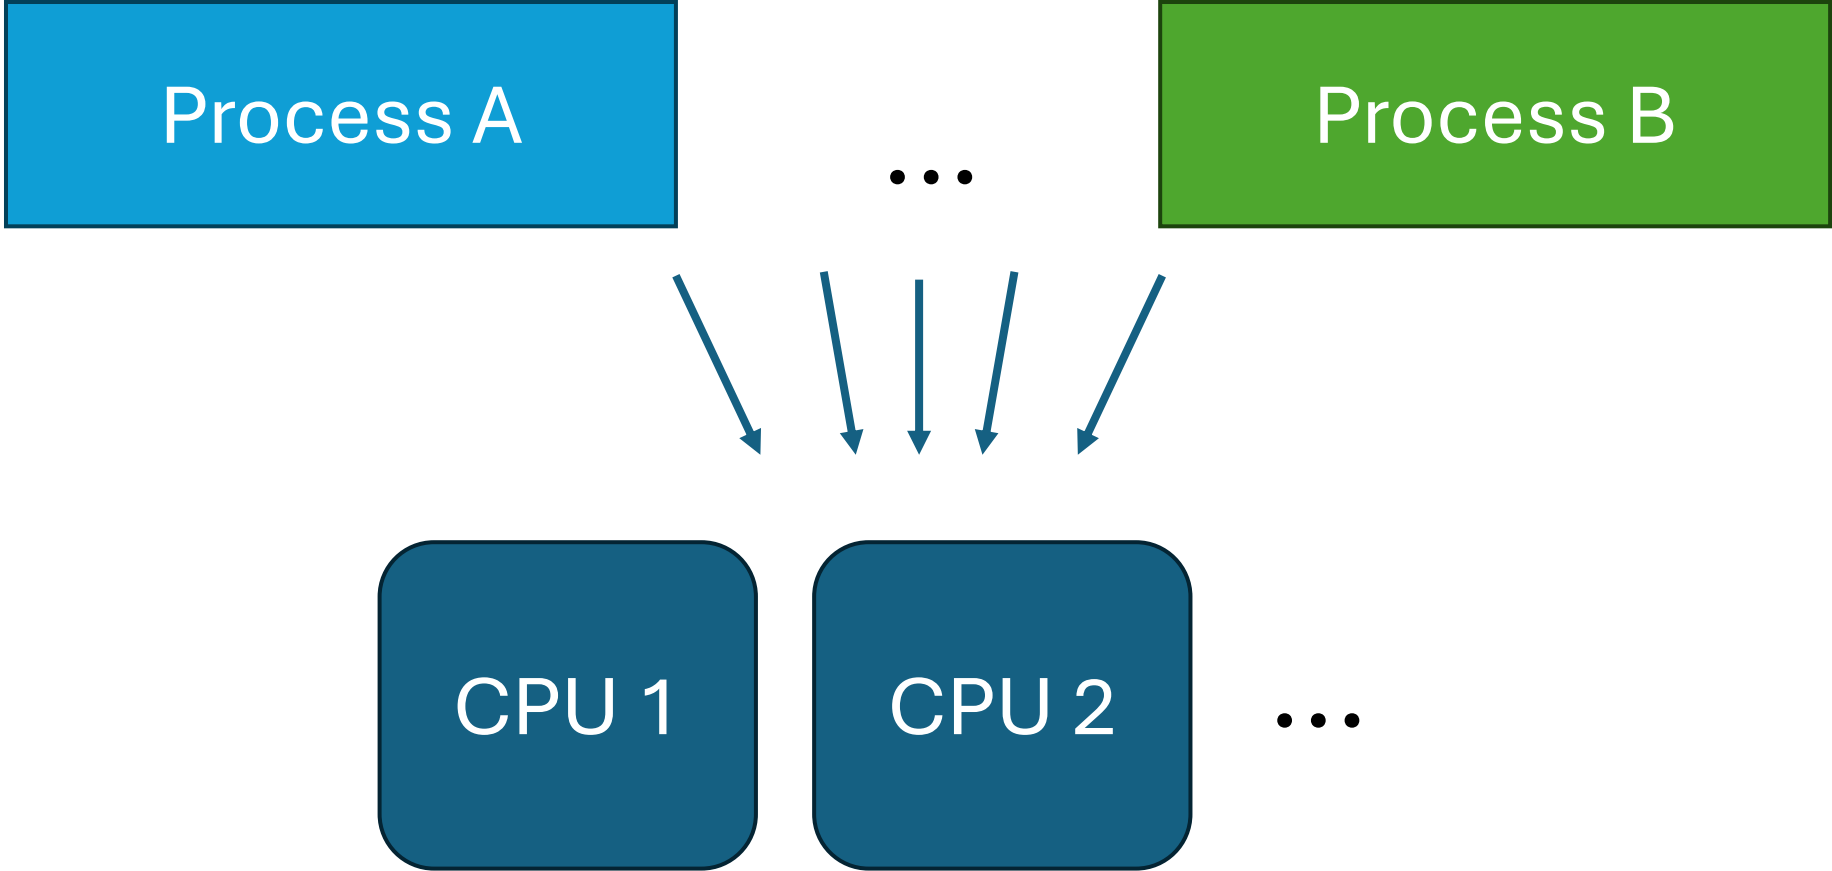 Process A
...
Process B
CPU 1
CPU 2
...